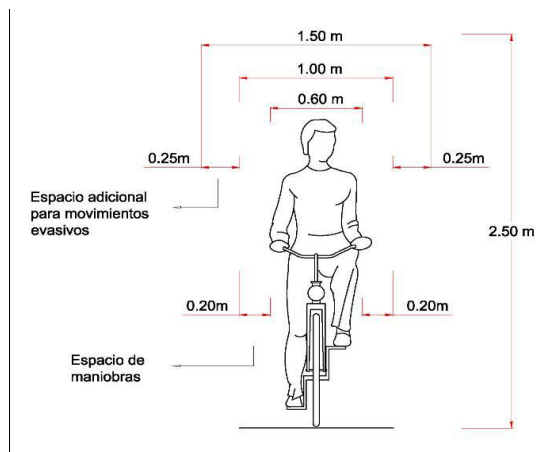 1.50 m
1.00 m
0.60 m
0.25m
0.25m
Espacio adicional
para movimientos
evasivos
2.50 m
0.20m
0.20m
Espacio de
maniobras